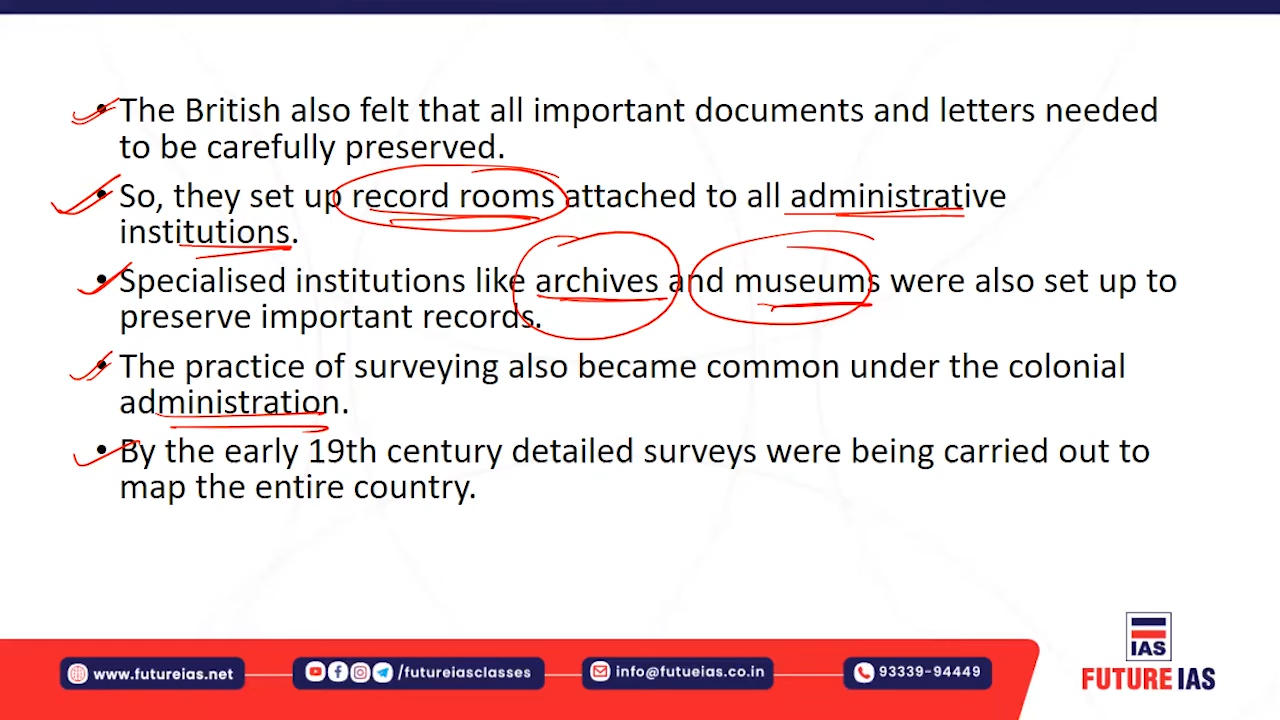 • The British also felt that all important documents and letters needed
to be carefully preserved.
• So, they set up record rooms attached to all administrative
institutions.
• Specialised institutions like archives and museums were also set up to
preserve important records.
• The practice of surveying also became common under the colonial
administration.
• By the early 19th century detailed surveys were being carried out to
map the entire country.
IAS
FUTURE IAS
www.futureias.net
/futureiasclasses
info@futueias.co.in
93339-94449